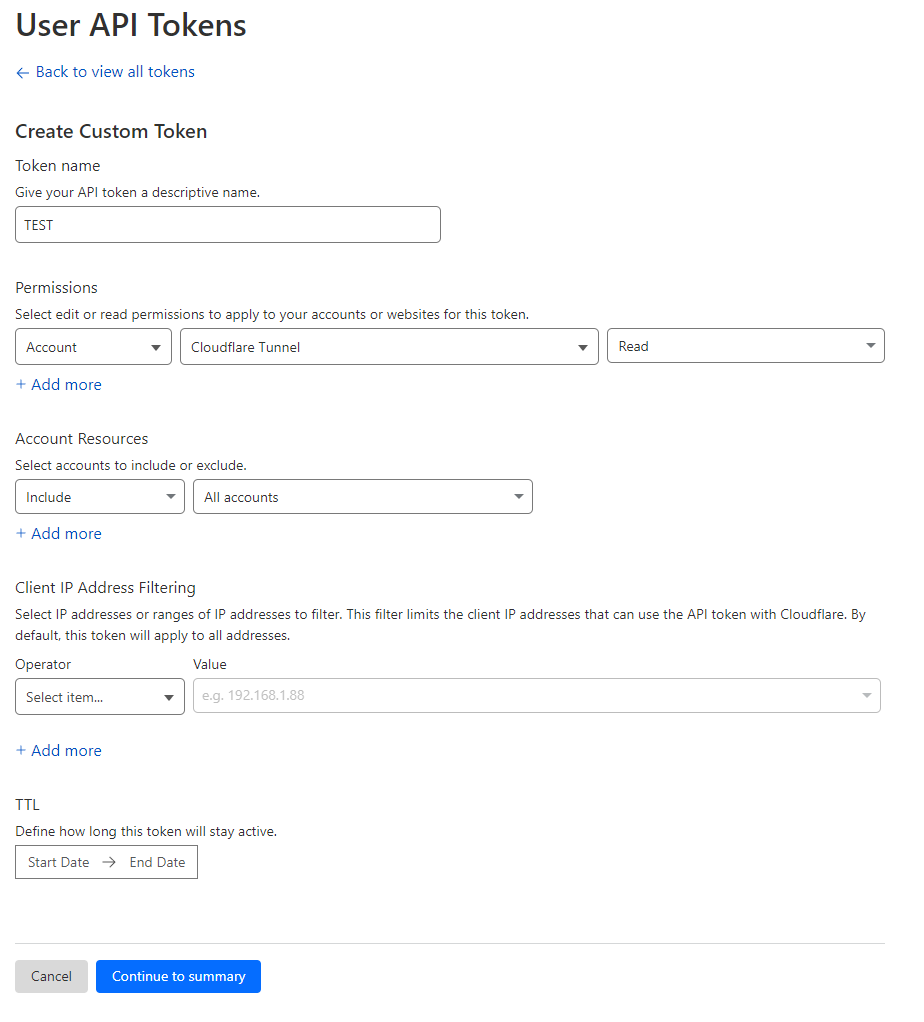 User API Tokens
← Back to view all tokens
Create Custom Token
Token name
Give your API token a descriptive name.
TEST
Permissions
Select edit or read permissions to apply to your accounts or websites for this token.
Account Cloudflare Tunnel Read
+ Add more
Account Resources
Select accounts to include or exclude.
Include All accounts
+ Add more
Client IP Address Filtering
Select IP addresses or ranges of IP addresses to filter. This filter limits the client IP addresses that can use the API token with Cloudflare. By
default, this token will apply to all addresses.
Operator Value
Select item... e.g. 192.168.1.88
+ Add more
TTL
Define how long this token will stay active.
Start Date → End Date
Cancel Continue to summary